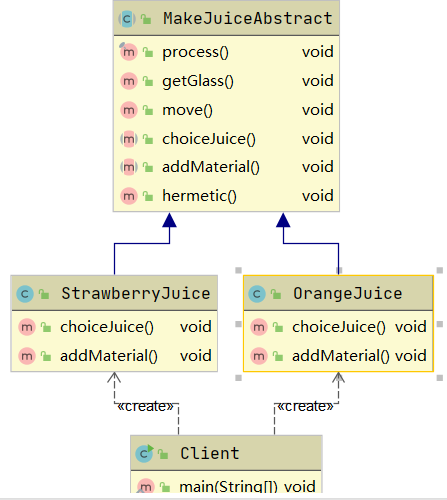 MakeJuiceAbstract
process() void
getGlass() void
move() void
choiceJuice() void
addMaterial() void
hermetic() void
StrawberryJuice
choiceJuice() void
addMaterial() void
OrangeJuice
choiceJuice() void
addMaterial() void
«create»
«create»
Client
main(String[]) void